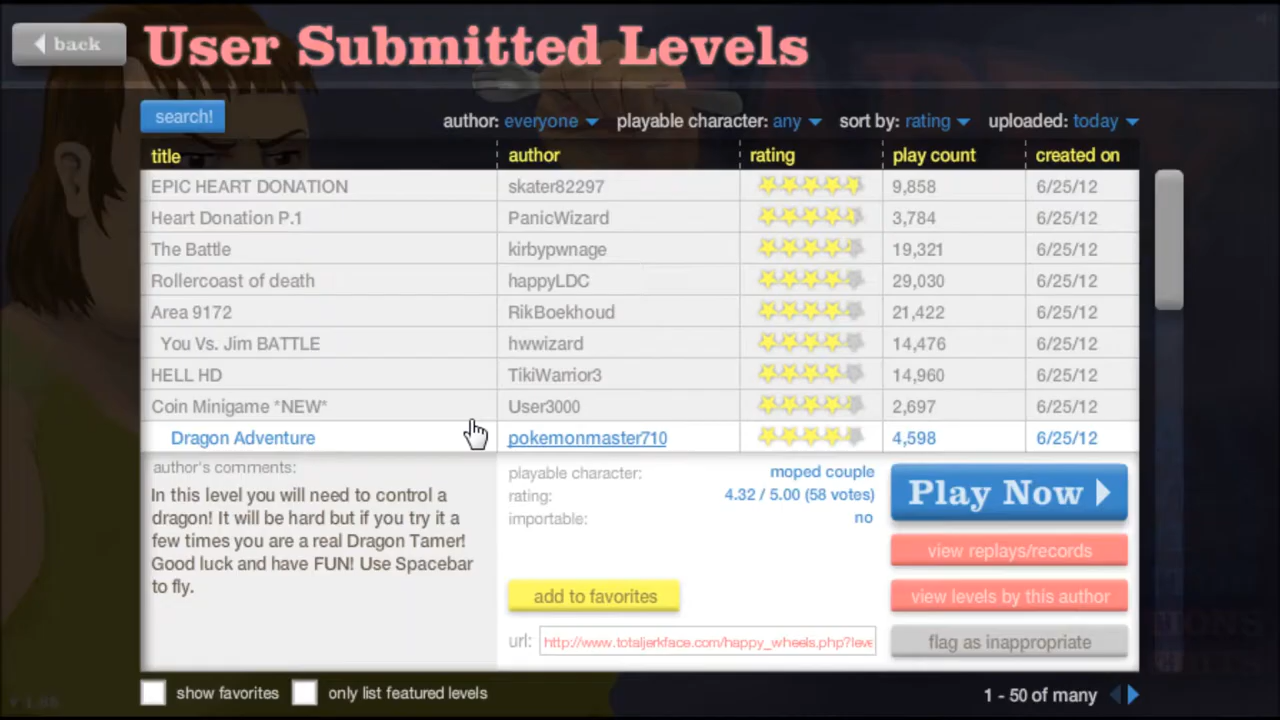 back
User Submitted Levels
search!
author: everyone playable character: any sort by: rating uploaded: today
title author rating play count created on
EPIC HEART DONATION skater82297 9,858 6/25/12
Heart Donation P.1 PanicWizard 3,784 6/25/12
The Battle kirbypwnage 19,321 6/25/12
Rollercoast of death happyLDC 29,030 6/25/12
Area 9172 RikBoekhoud 21,422 6/25/12
You Vs. Jim BATTLE hwwizard 14,476 6/25/12
HELL HD TikiWarrior3 14,960 6/25/12
Coin Minigame *NEW* User3000 2,697 6/25/12
Dragon Adventure pokemonmaster710 4,598 6/25/12
author's comments:
In this level you will need to control a
dragon! It will be hard but if you try it a
few times you are a real Dragon Tamer!
Good luck and have FUN! Use Spacebar
to fly.
playable character: moped couple
rating: 4.32 / 5.00 (58 votes)
importable: no
add to favorites
url: http://www.totaljerkface.com/happy_wheels.php?leve
Play Now
view replays/records
view levels by this author
flag as inappropriate
show favorites only list featured levels
1 - 50 of many